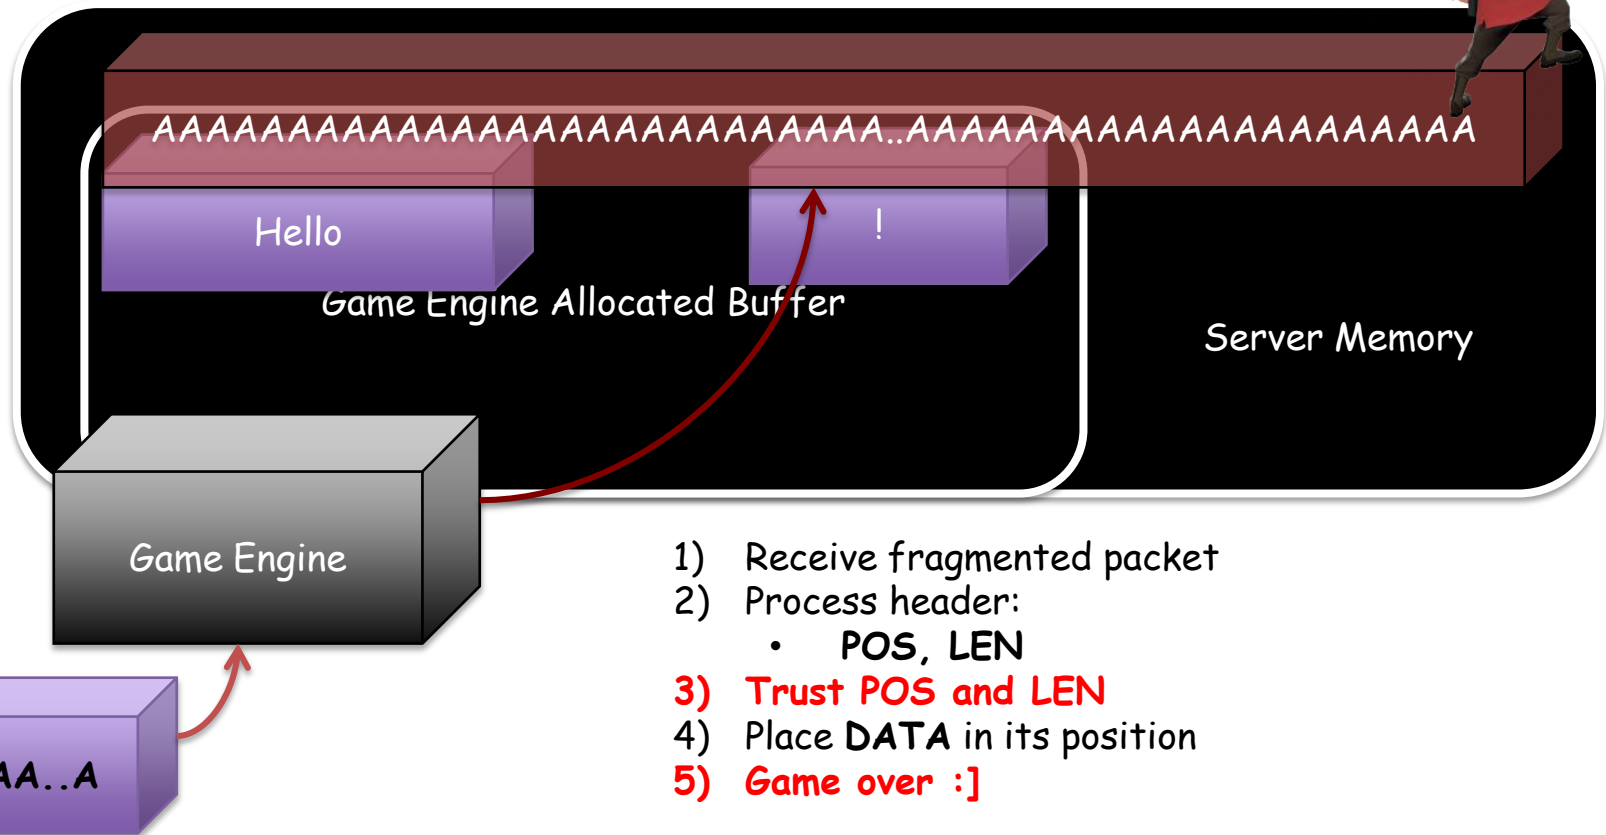 AAAAAAAAAAAAAAAAAAAAAAAAAAA..AAAAAAAAAAAAAAAAAAAAA
Hello
!
Game Engine Allocated Buffer
Server Memory
Game Engine
1) Receive fragmented packet
2) Process header:
• POS, LEN
3) Trust POS and LEN
4) Place DATA in its position
5) Game over :]
AA..A